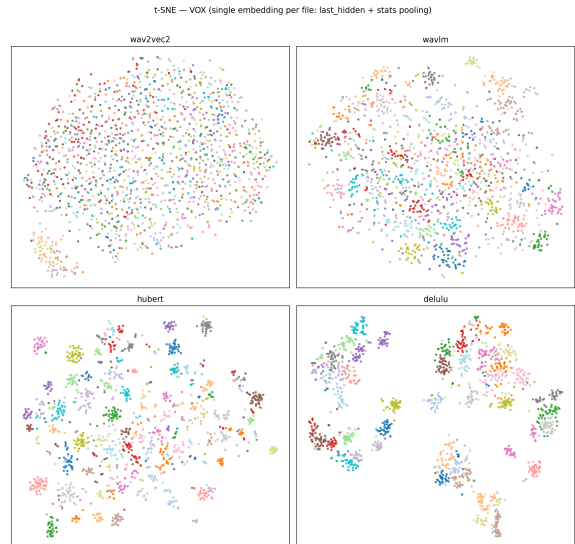 t-SNE — VOX (single embedding per file: last_hidden + stats pooling)
wav2vec2
wavlm
hubert
delulu